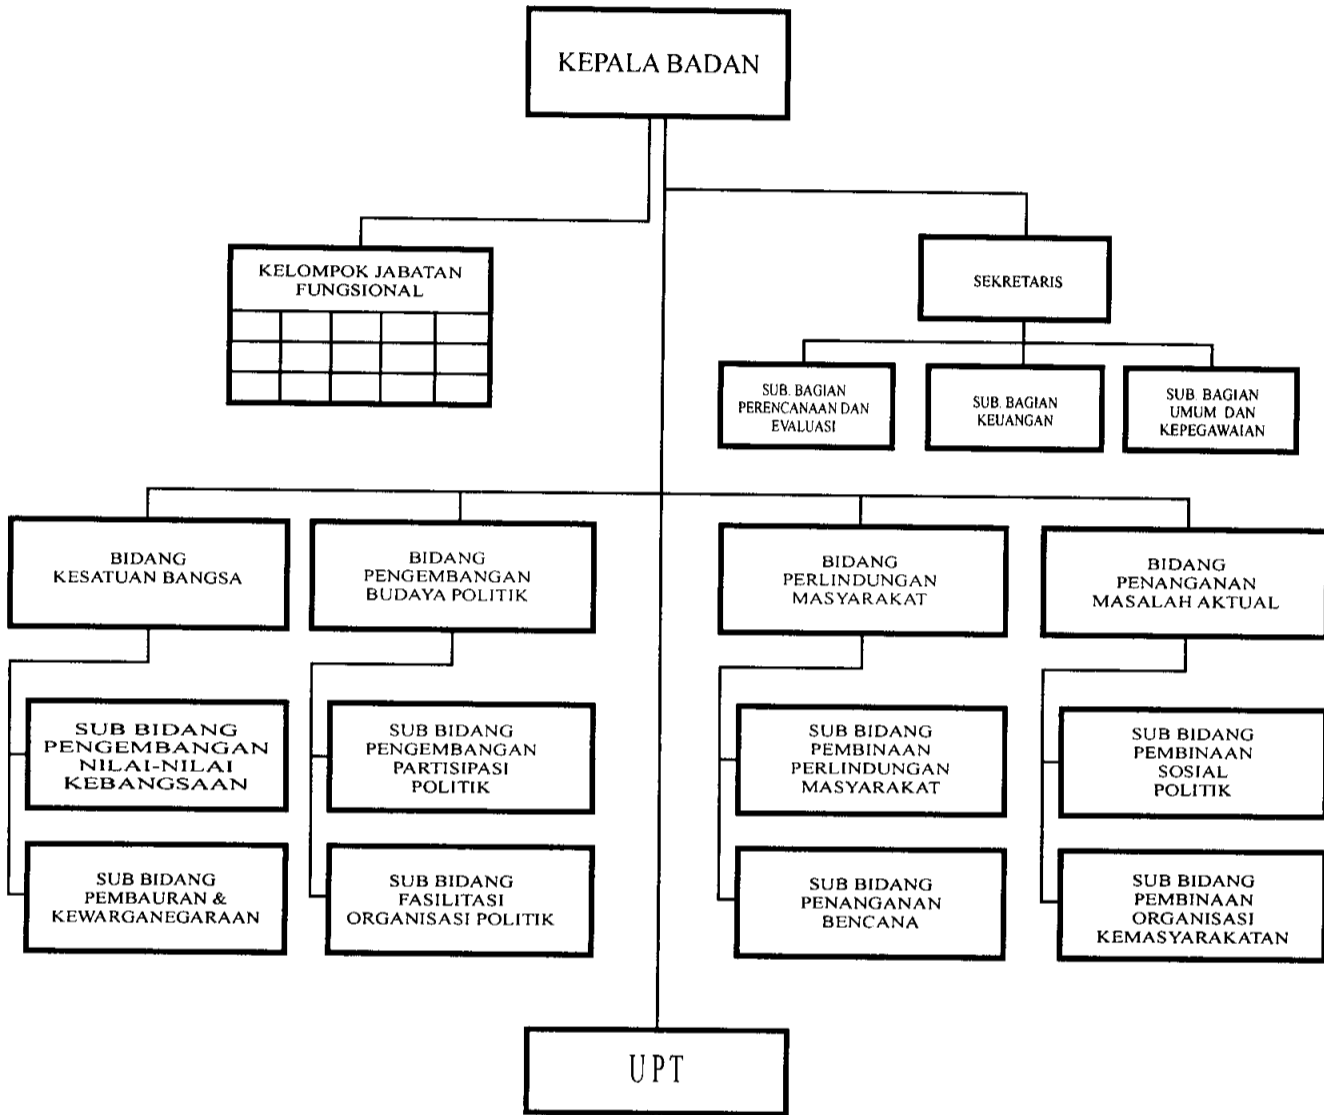 KEPALA BADAN
KELOMPOK JABATAN
FUNGSIONAL
SEKRETARIS
SUB. BAGIAN
PERENCANAAN DAN
EVALUASI
SUB. BAGIAN
KEUANGAN
SUB. BAGIAN
UMUM DAN
KEPEGAWAIAN
BIDANG
KESATUAN BANGSA
BIDANG
PENGEMBANGAN
BUDAYA POLITIK
BIDANG
PERLINDUNGAN
MASYARAKAT
BIDANG
PENANGANAN
MASALAH AKTUAL
SUB BIDANG
PENGEMBANGAN
NILAI-NILAI
KEBANGSAAN
SUB BIDANG
PENGEMBANGAN
PARTISIPASI
POLITIK
SUB BIDANG
PEMBINAAN
PERLINDUNGAN
MASYARAKAT
SUB BIDANG
PEMBINAAN
SOSIAL
POLITIK
SUB BIDANG
PEMBAURAN &
KEWARGANEGARAAN
SUB BIDANG
FASILITASI
ORGANISASI POLITIK
SUB BIDANG
PENANGANAN
BENCANA
SUB BIDANG
PEMBINAAN
ORGANISASI
KEMASYARAKATAN
UPT